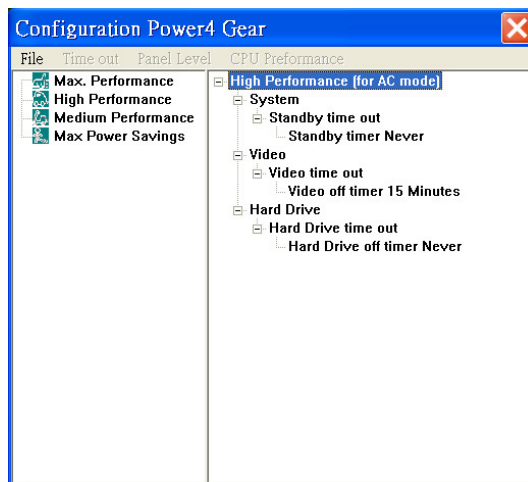 Configuration Power4 Gear
File Time out Panel Level CPU Preformance
Max. Performance
High Performance
Medium Performance
Max Power Savings
High Performance (for AC mode)
System
Standby time out
Standby timer Never
Video
Video time out
Video off timer 15 Minutes
Hard Drive
Hard Drive time out
Hard Drive off timer Never